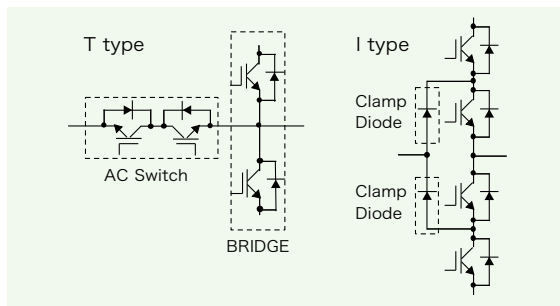 T type
AC Switch
BRIDGE
I type
Clamp
Diode
Clamp
Diode